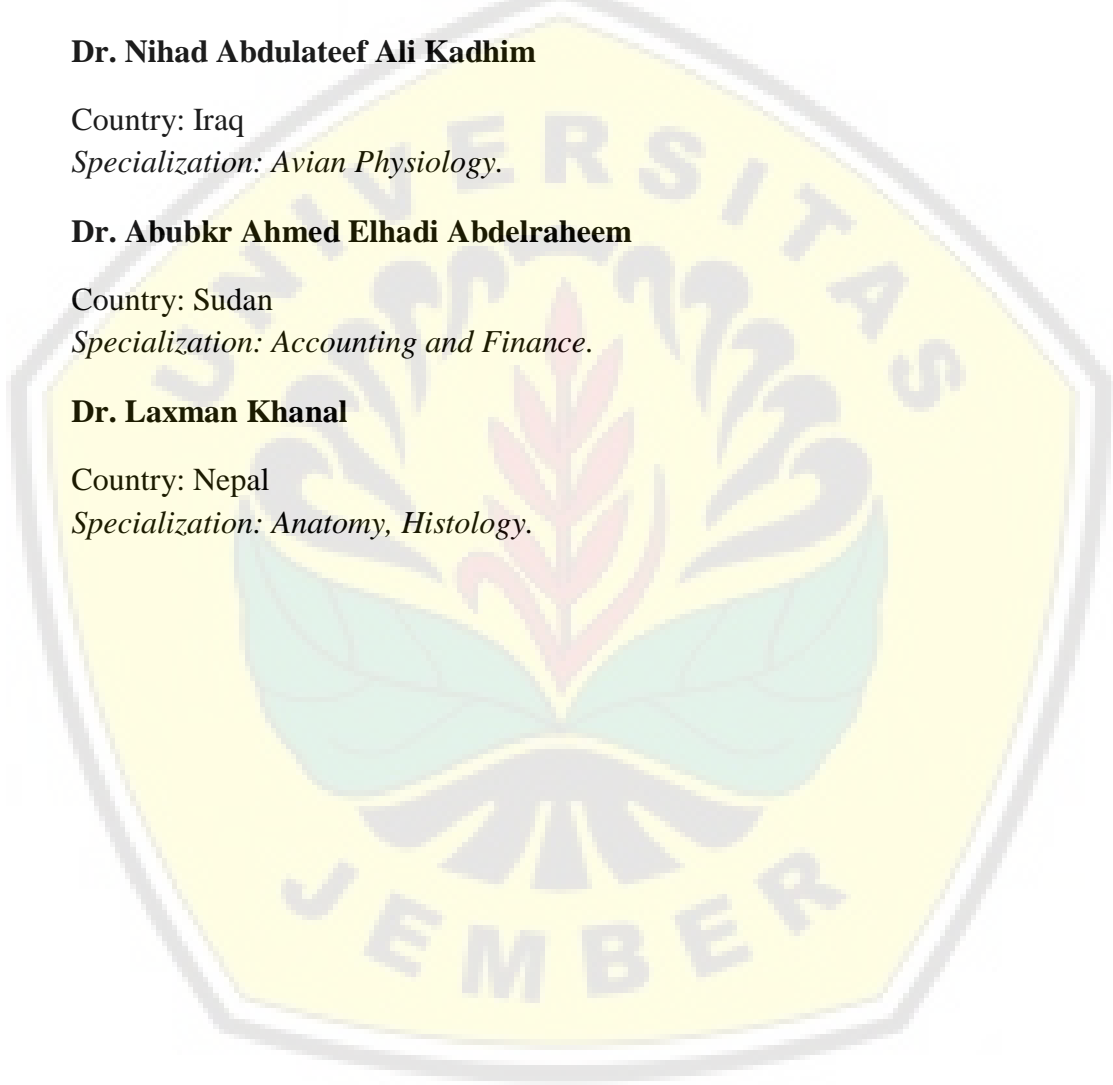 Dr. Nihad Abdulateef Ali Kadhim
Country: Iraq
Specialization: Avian Physiology.
Dr. Abubkr Ahmed Elhadi Abdelraheem
Country: Sudan
Specialization: Accounting and Finance.
Dr. Laxman Khanal
Country: Nepal
Specialization: Anatomy, Histology.
UNIVERSITAS
JEMBER